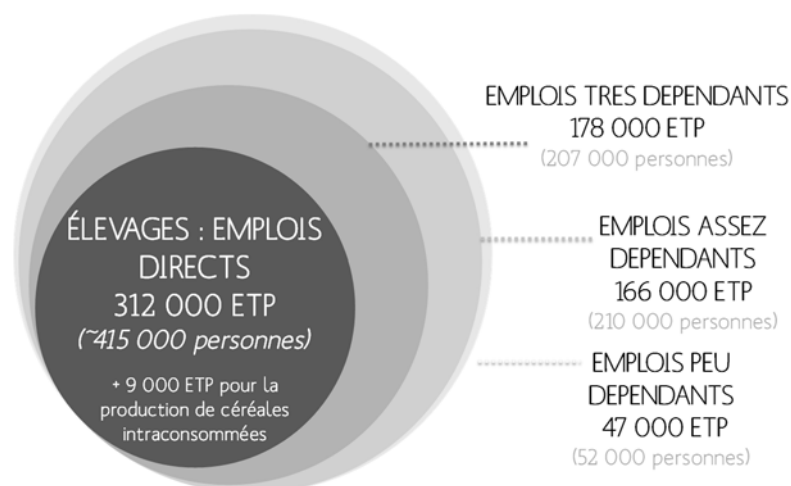 ÉLEVAGES : EMPLOIS
DIRECTS
312 000 ETP
(~415 000 personnes)
+ 9 000 ETP pour la
production de céréales
intraconsommées
EMPLOIS TRES DEPENDANTS
178 000 ETP
(207 000 personnes)
EMPLOIS ASSEZ
DEPENDANTS
166 000 ETP
(210 000 personnes)
EMPLOIS PEU
DEPENDANTS
47 000 ETP
(52 000 personnes)